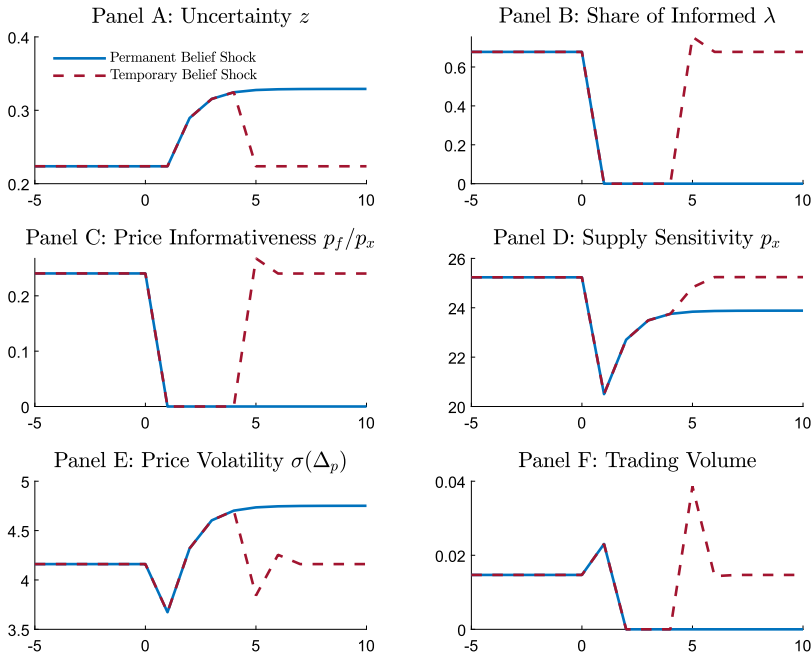 Panel A: Uncertainty z
0.4
0.3
0.2
Permanent Belief Shock
Temporary Belief Shock
-5 0 5 10
Panel B: Share of Informed λ
0.6
0.4
0.2
0
-5 0 5 10
Panel C: Price Informativeness p_f/p_x
0.2
0.1
0
-5 0 5 10
Panel D: Supply Sensitivity p_x
26
24
22
20
-5 0 5 10
Panel E: Price Volatility σ(Δ_p)
5
4.5
4
3.5
-5 0 5 10
Panel F: Trading Volume
0.04
0.02
0
-5 0 5 10